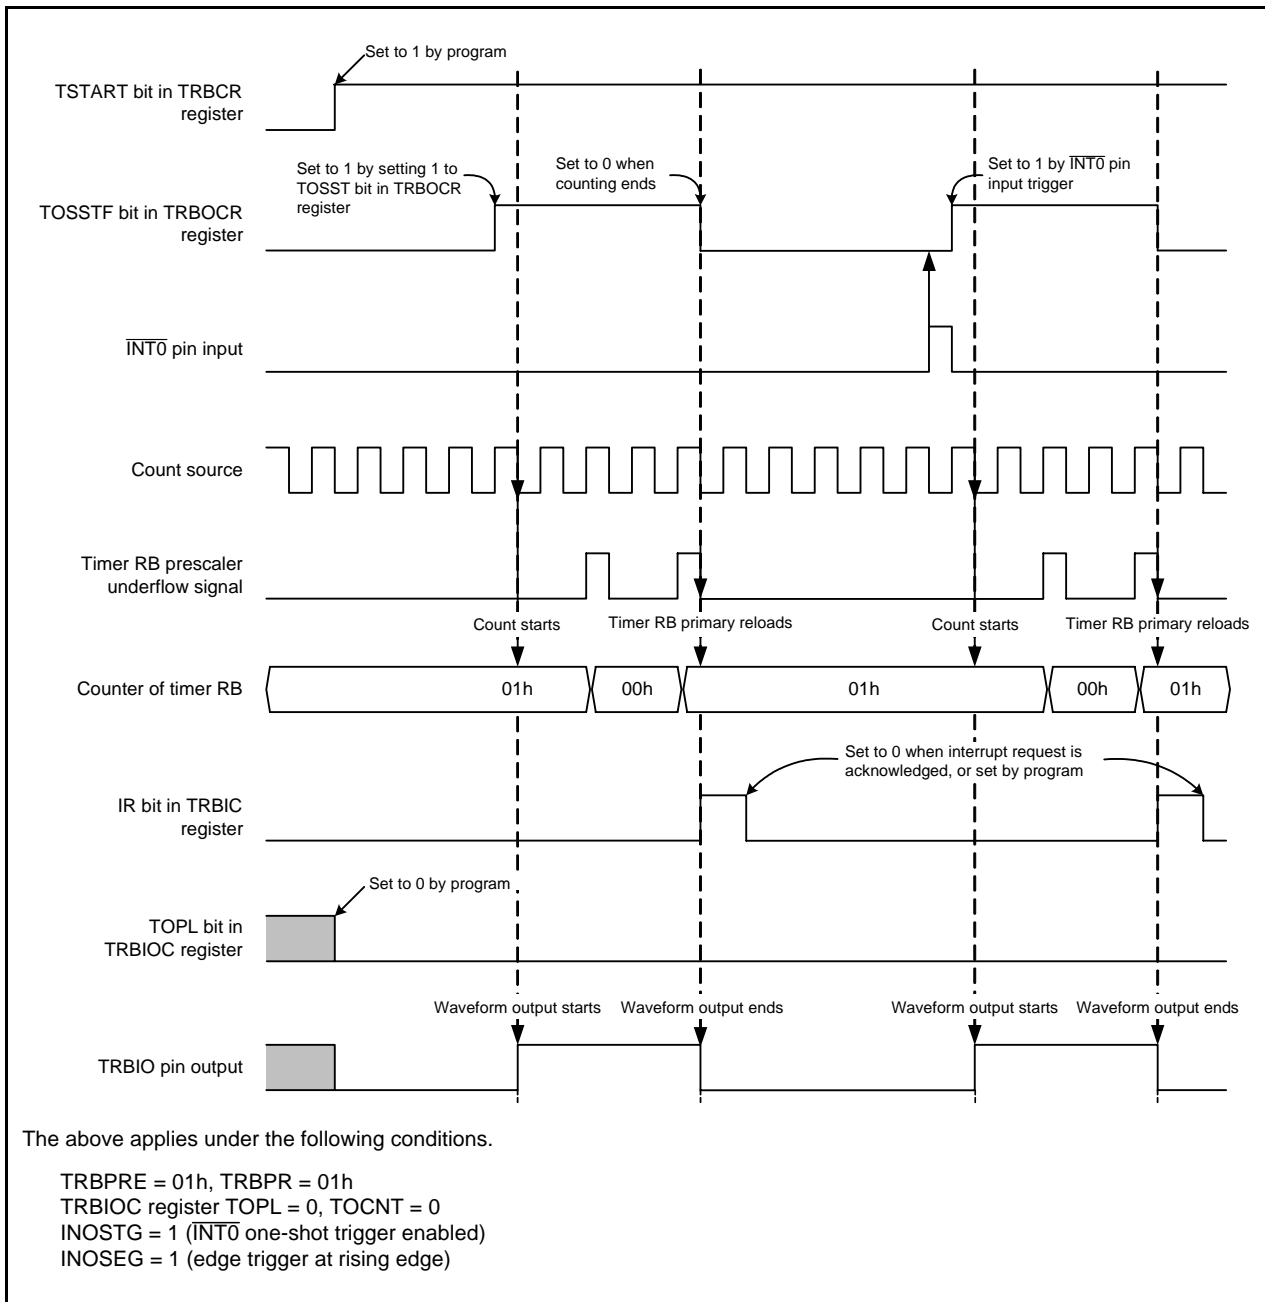 Set to 1 by program
TSTART bit in TRBCR
register
Set to 1 by setting 1 to
TOSST bit in TRBOCR
register
Set to 0 when
counting ends
Set to 1 by INT0 pin
input trigger
TOSSTF bit in TRBOCR
register
INT0 pin input
Count source
Timer RB prescaler
underflow signal
Count starts
Timer RB primary reloads
Count starts
Timer RB primary reloads
Counter of timer RB
01h
00h
01h
00h
01h
Set to 0 when interrupt request is
acknowledged, or set by program
IR bit in TRBIC
register
Set to 0 by program
TOPL bit in
TRBIOC register
Waveform output starts
Waveform output ends
Waveform output starts
Waveform output ends
TRBIO pin output
The above applies under the following conditions.
TRBPRE = 01h, TRBPR = 01h
TRBIOC register TOPL = 0, TOCNT = 0
INOSTG = 1 (INT0 one-shot trigger enabled)
INOSEG = 1 (edge trigger at rising edge)